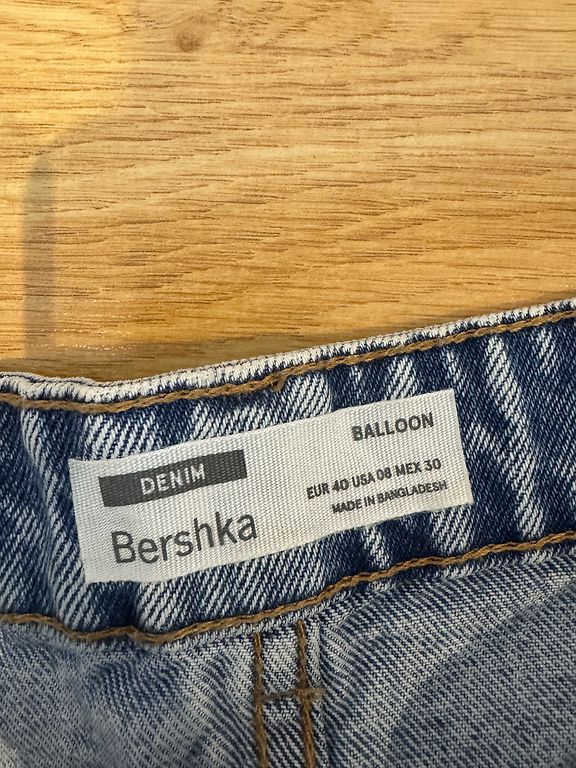 BALLOON
DENIM
EUR 40 USA 08 MEX 30
MADE IN BANGLADESH
Bershka